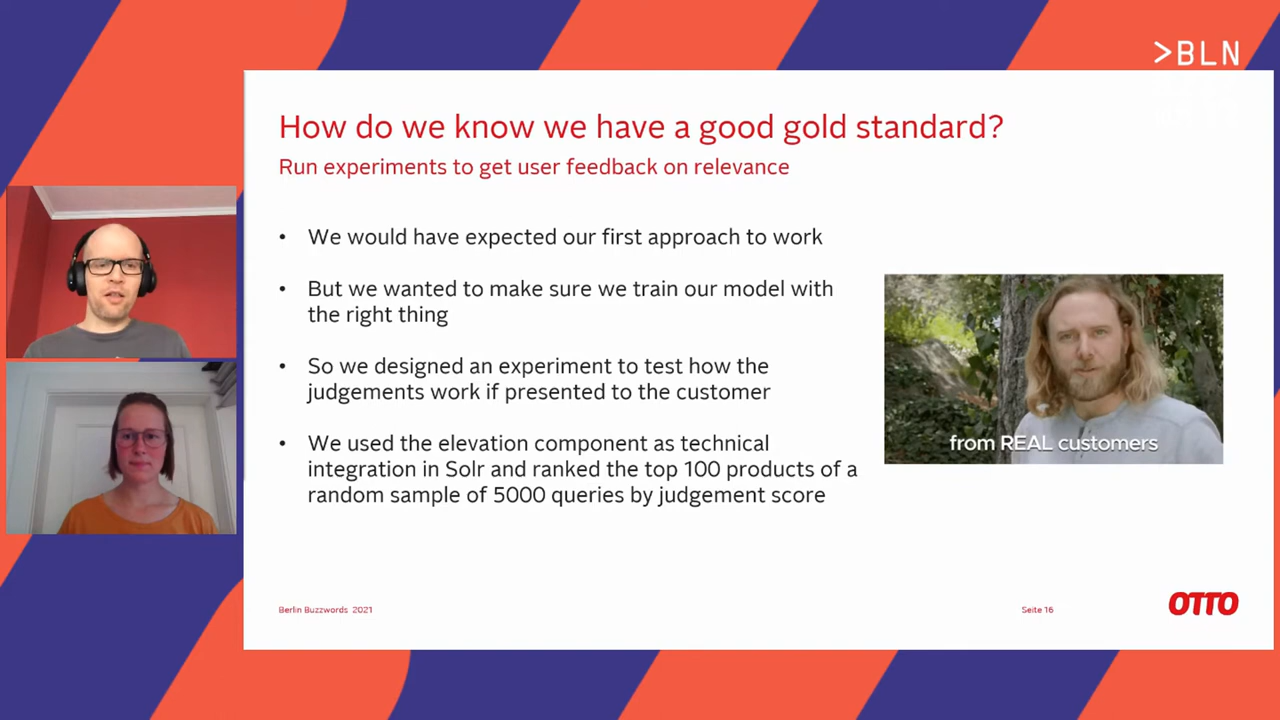 >BLN
How do we know we have a good gold standard?
Run experiments to get user feedback on relevance
• We would have expected our first approach to work
• But we wanted to make sure we train our model with
the right thing
• So we designed an experiment to test how the
judgements work if presented to the customer
• We used the elevation component as technical
integration in Solr and ranked the top 100 products of a
random sample of 5000 queries by judgement score
from REAL customers
Berlin Buzzwords 2021
Seite 16
OTTO